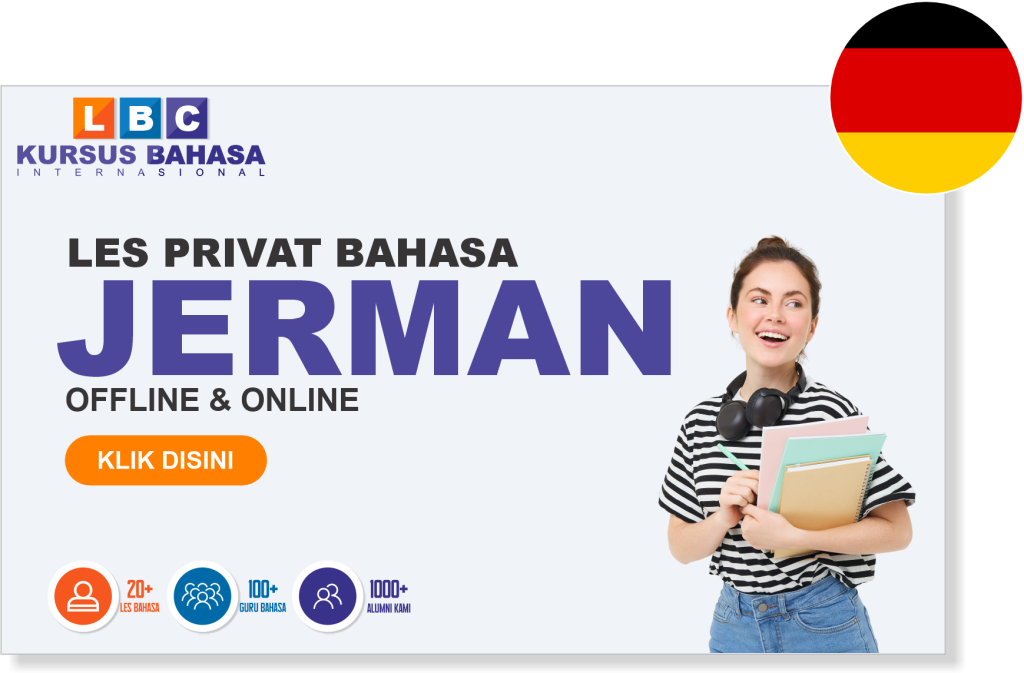 LBC
KURSUS BAHASA
INTERNASIONAL
LES PRIVAT BAHASA
JERMAN
OFFLINE & ONLINE
KLIK DISINI
20+
LES BAHASA
100+
GURU BAHASA
1000+
ALUMNI KAMI